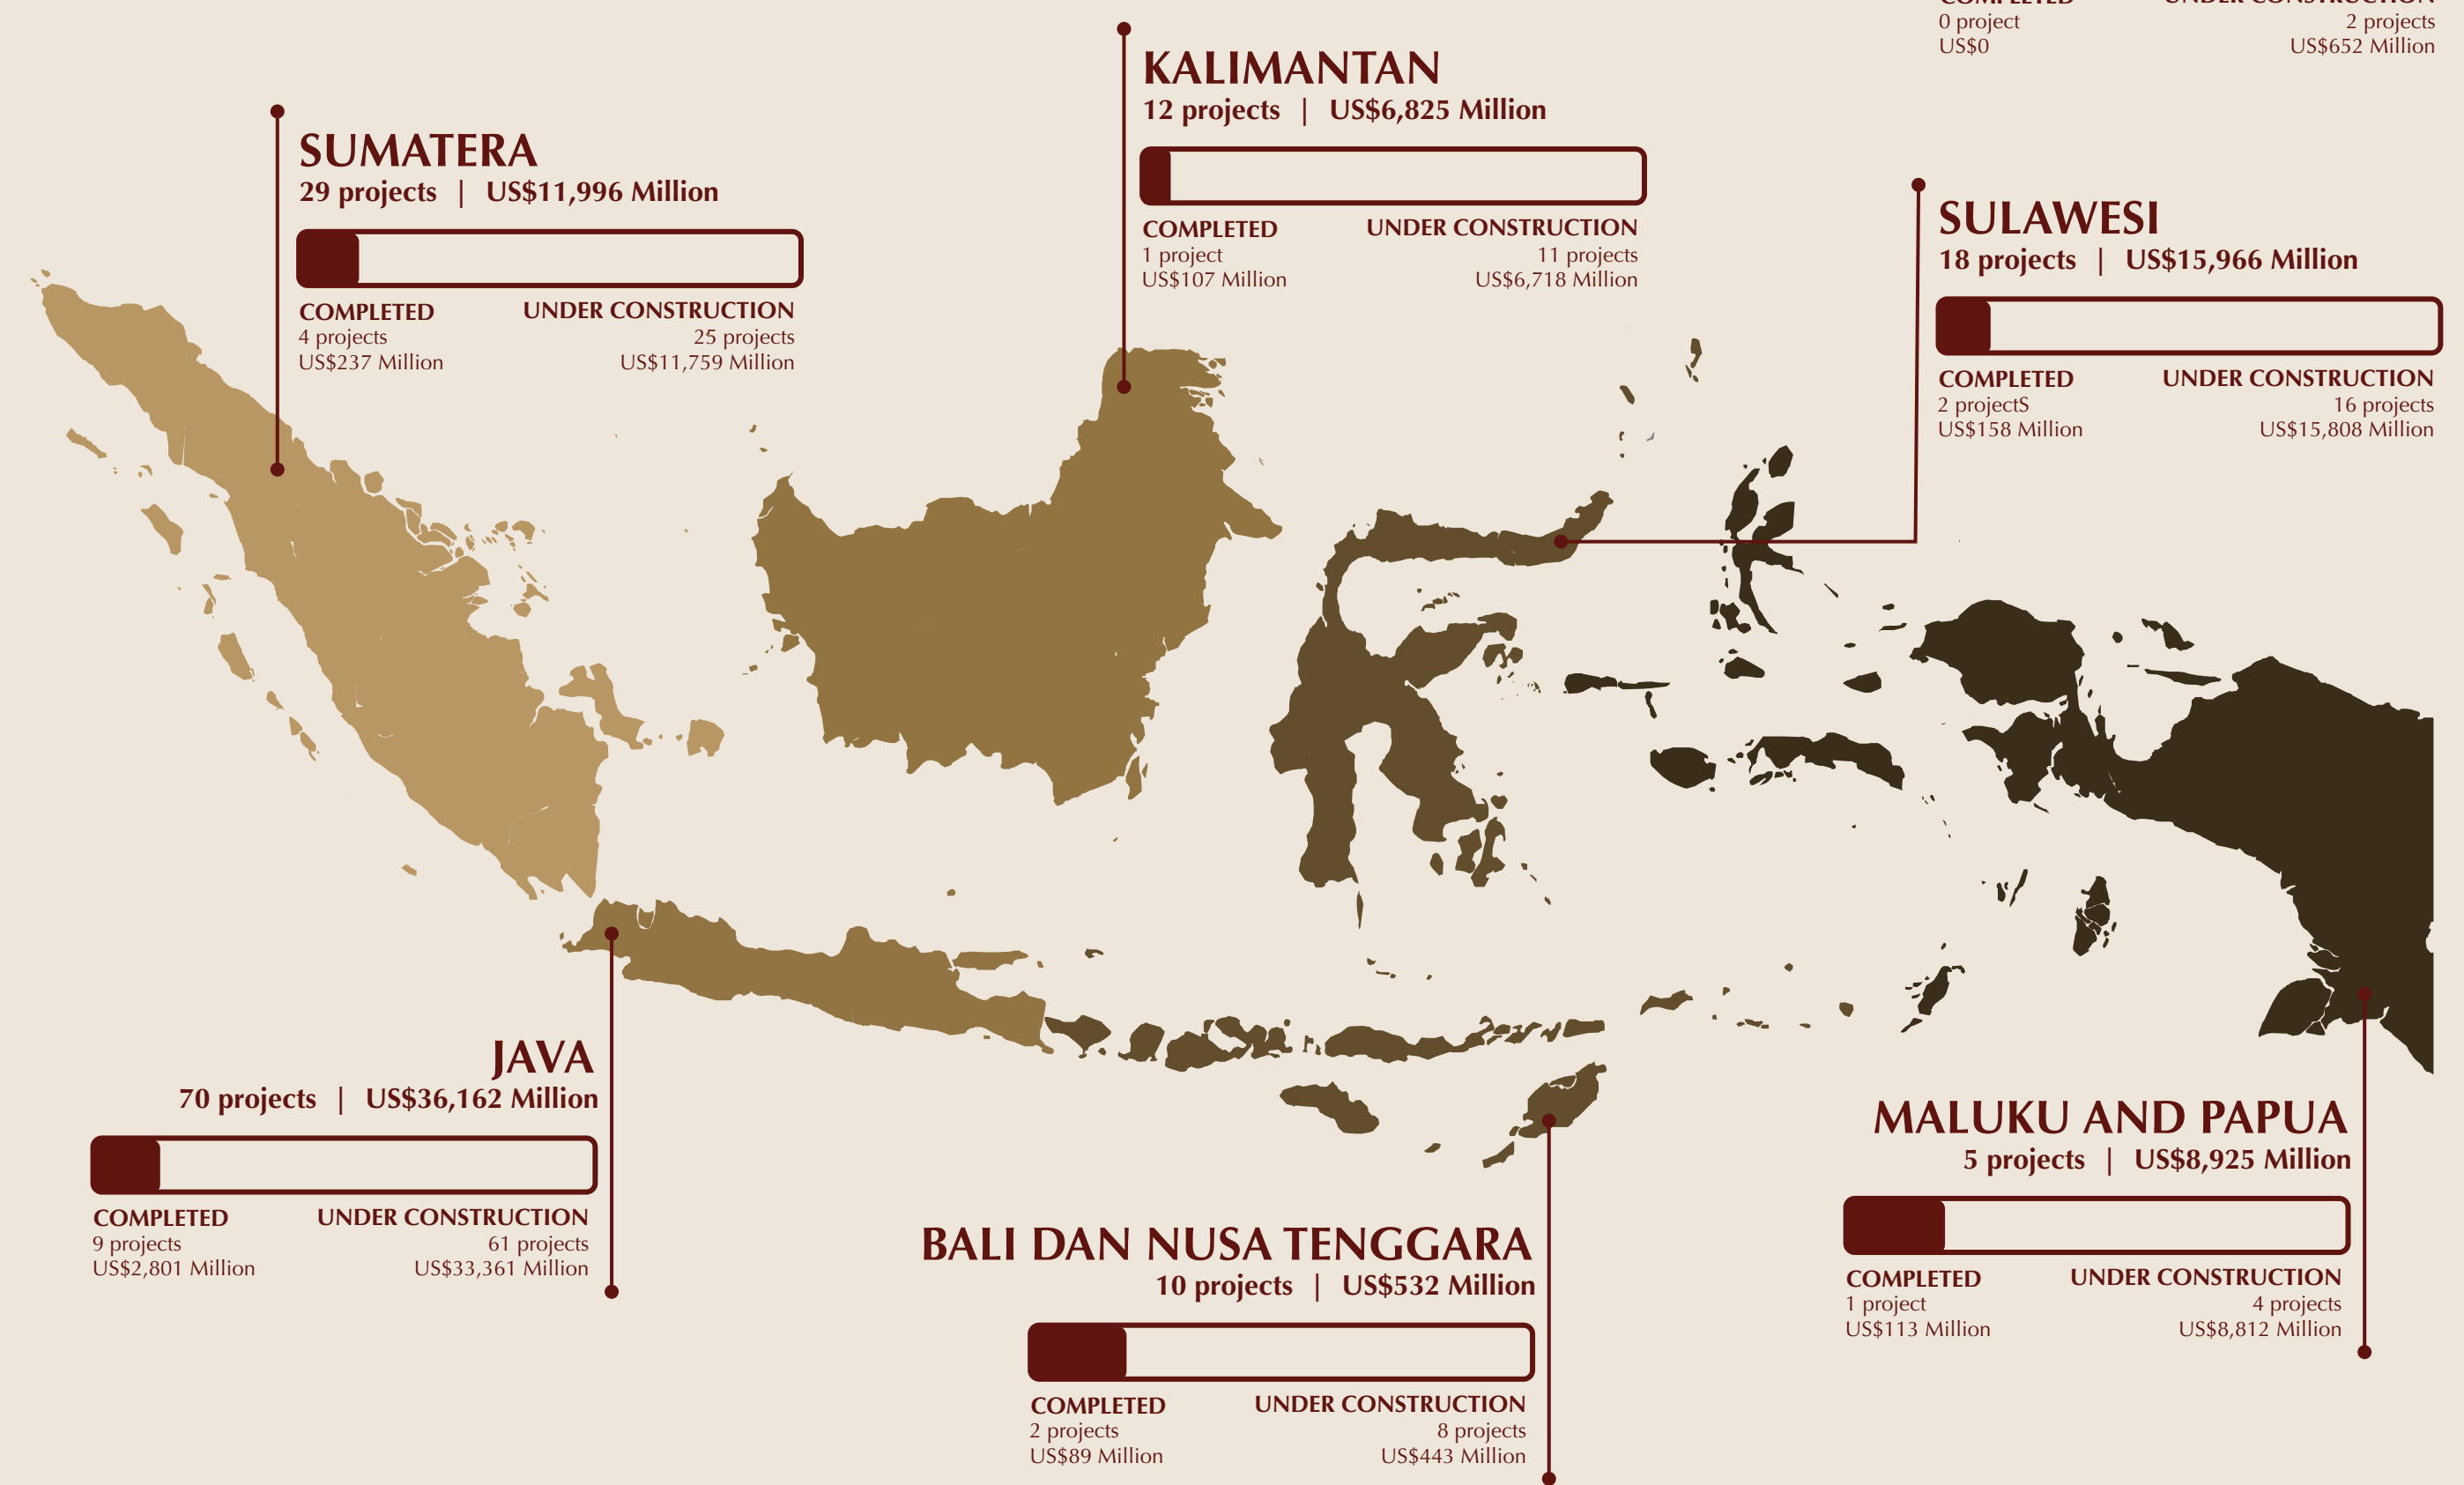 COMPLETED
0 project
US$0
UNDER CONSTRUCTION
2 projects
US$652 Million
KALIMANTAN
12 projects | US$6,825 Million
COMPLETED
1 project
US$107 Million
UNDER CONSTRUCTION
11 projects
US$6,718 Million
SUMATERA
29 projects | US$11,996 Million
COMPLETED
4 projects
US$237 Million
UNDER CONSTRUCTION
25 projects
US$11,759 Million
SULAWESI
18 projects | US$15,966 Million
COMPLETED
2 projectS
US$158 Million
UNDER CONSTRUCTION
16 projects
US$15,808 Million
JAVA
70 projects | US$36,162 Million
COMPLETED
9 projects
US$2,801 Million
UNDER CONSTRUCTION
61 projects
US$33,361 Million
BALI DAN NUSA TENGGARA
10 projects | US$532 Million
COMPLETED
2 projects
US$89 Million
UNDER CONSTRUCTION
8 projects
US$443 Million
MALUKU AND PAPUA
5 projects | US$8,925 Million
COMPLETED
1 project
US$113 Million
UNDER CONSTRUCTION
4 projects
US$8,812 Million